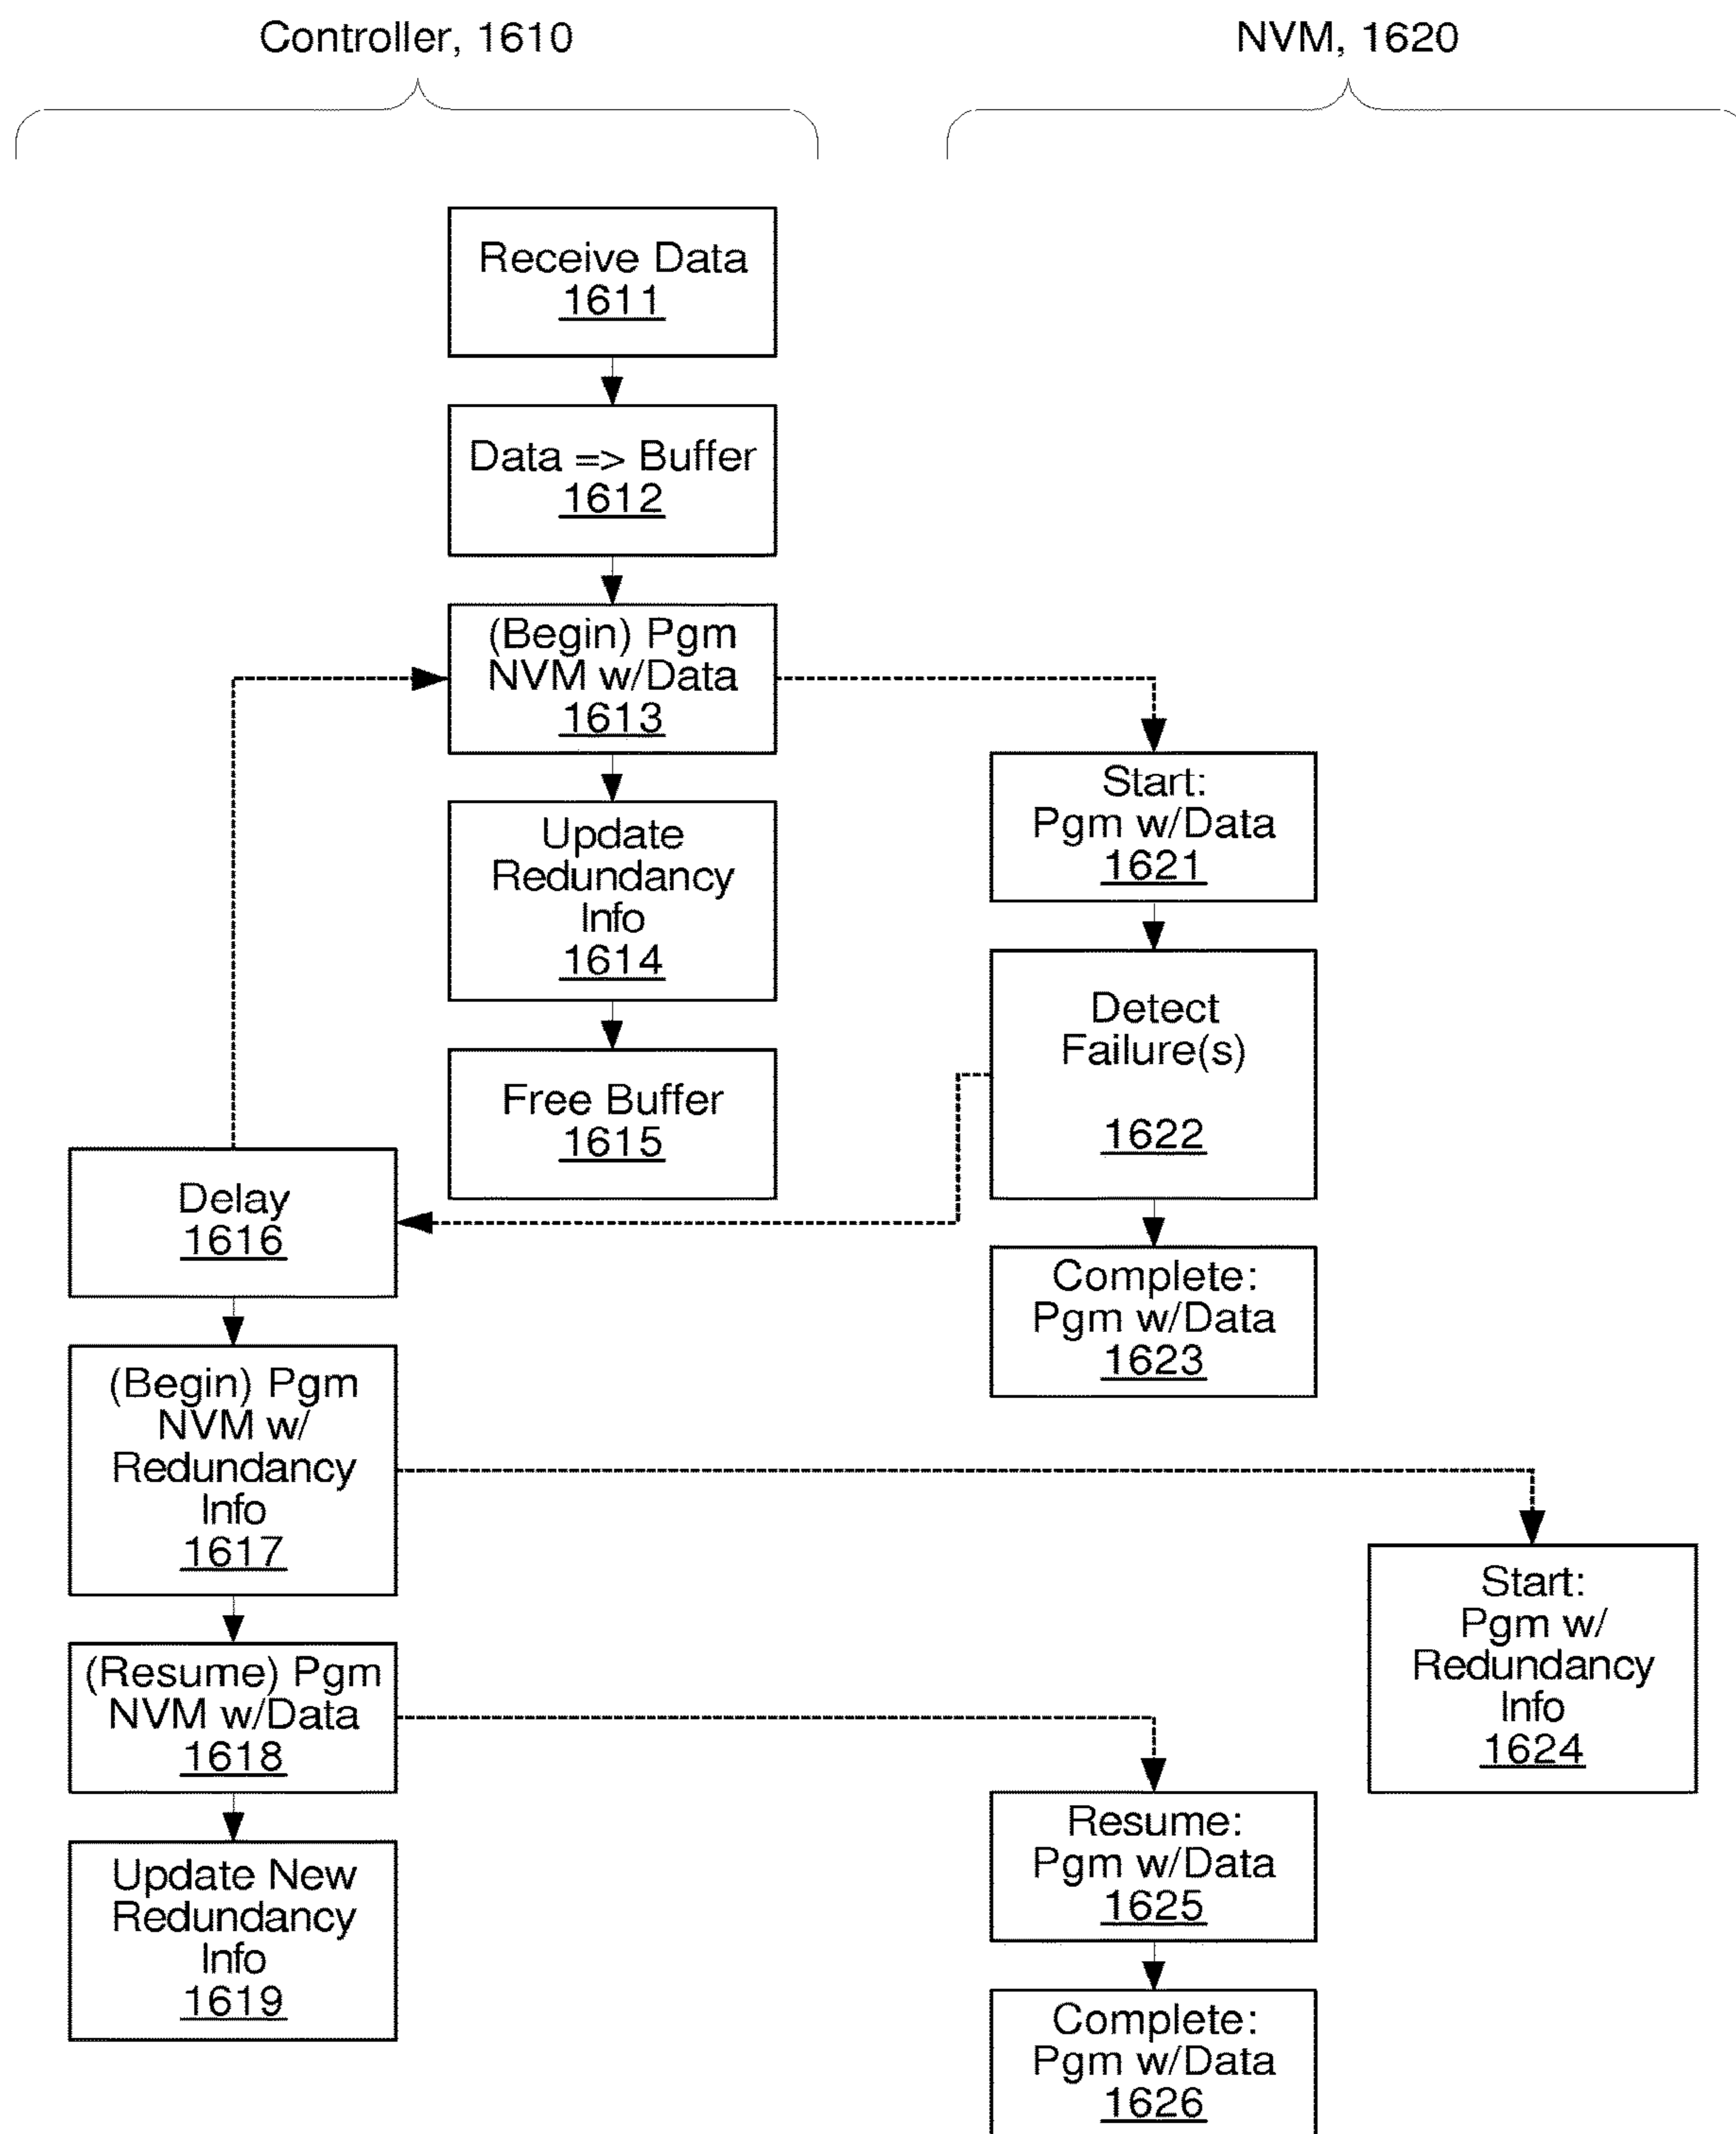 Controller, 1610
NVM, 1620
Receive Data
1611
Data => Buffer
1612
(Begin) Pgm
NVM w/Data
1613
Update
Redundancy
Info
1614
Free Buffer
1615
Start:
Pgm w/Data
1621
Detect
Failure(s)
1622
Complete:
Pgm w/Data
1623
Delay
1616
(Begin) Pgm
NVM w/
Redundancy
Info
1617
(Resume) Pgm
NVM w/Data
1618
Update New
Redundancy
Info
1619
Start:
Pgm w/
Redundancy
Info
1624
Resume:
Pgm w/Data
1625
Complete:
Pgm w/Data
1626